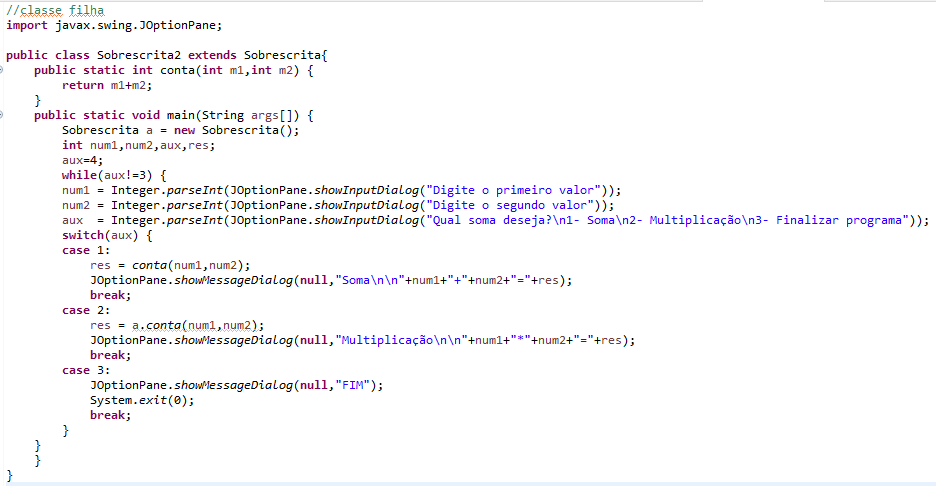 //classe filha
import javax.swing.JOptionPane;

public class Sobrescrita2 extends Sobrescrita{
    public static int conta(int m1,int m2) {
        return m1+m2;
    }
    public static void main(String args[]) {
        Sobrescrita a = new Sobrescrita();
        int num1,num2,aux,res;
        aux=4;
        while(aux!=3) {
        num1 = Integer.parseInt(JOptionPane.showInputDialog("Digite o primeiro valor"));
        num2 = Integer.parseInt(JOptionPane.showInputDialog("Digite o segundo valor"));
        aux  = Integer.parseInt(JOptionPane.showInputDialog("Qual soma deseja?\n1- Soma\n2- Multiplicação\n3- Finalizar programa"));
        switch(aux) {
        case 1:
            res = conta(num1,num2);
            JOptionPane.showMessageDialog(null,"Soma\n\n"+num1+"+"+num2+"="+res);
            break;
        case 2:
            res = a.conta(num1,num2);
            JOptionPane.showMessageDialog(null,"Multiplicação\n\n"+num1+"*"+num2+"="+res);
            break;
        case 3:
            JOptionPane.showMessageDialog(null,"FIM");
            System.exit(0);
            break;
        }
    }
    }
}